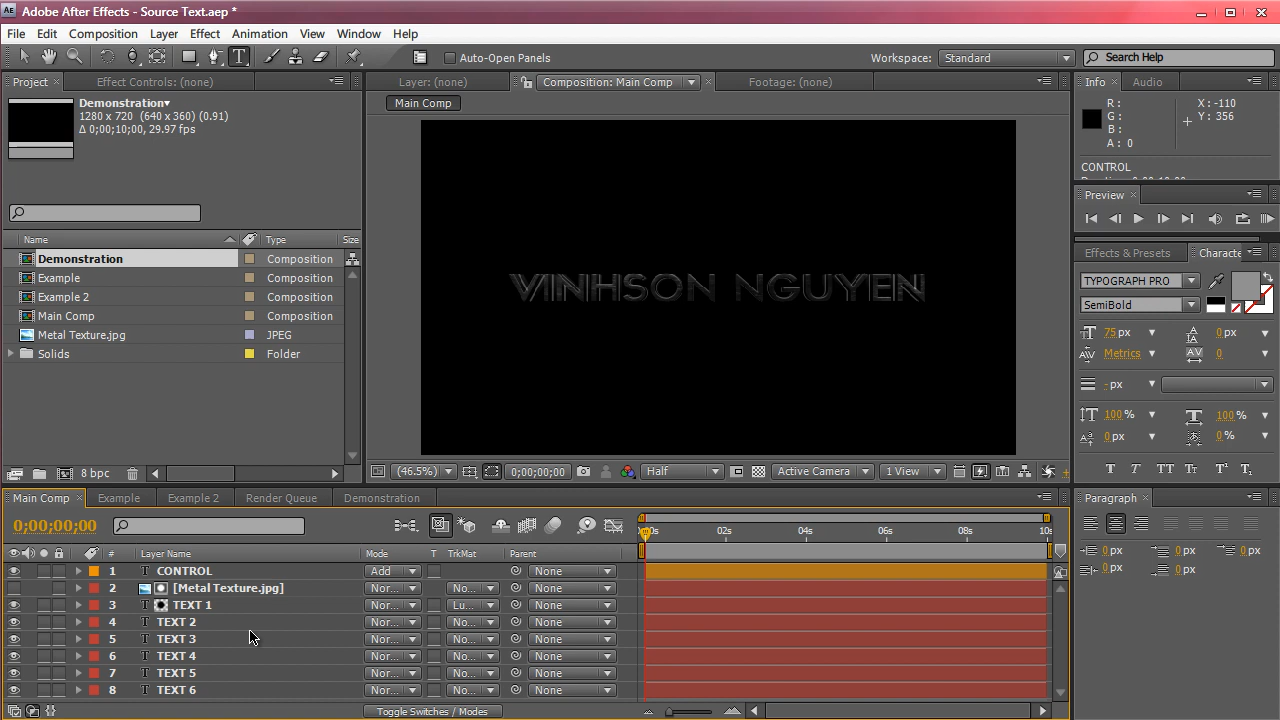 Adobe After Effects - Source Text.aep *
File Edit Composition Layer Effect Animation View Window Help
Auto-Open Panels
Workspace: Standard
Search Help
Project Effect Controls: (none)
Layer: (none) Composition: Main Comp Footage: (none)
Info Audio
Demonstration▾
1280 x 720 (640 x 360) (0.91)
Δ 0;00;10;00, 29.97 fps
Main Comp
R: X: -110
G: Y: 356
B:
A: 0
CONTROL
Preview
Name Type Size
Demonstration Composition
Example Composition
Example 2 Composition
Main Comp Composition
Metal Texture.jpg JPEG
Solids Folder
VINHSON NGUYEN
Effects & Presets Characte
TYPOGRAPH PRO
SemiBold
75 px 0 px
Metrics 0
- px
100 % 100 %
0 px 0 %
8 bpc
(46.5%) 0;00;00;00 Half Active Camera 1 View
Main Comp Example Example 2 Render Queue Demonstration
Paragraph
0;00;00;00
02s 04s 06s 08s 10s
# Layer Name Mode T TrkMat Parent
1 CONTROL Add None
2 [Metal Texture.jpg] Nor... No... None
3 TEXT 1 Nor... Lu... None
4 TEXT 2 Nor... No... None
5 TEXT 3 Nor... No... None
6 TEXT 4 Nor... No... None
7 TEXT 5 Nor... No... None
8 TEXT 6 Nor... No... None
0 px 0 px 0 px
0 px 0 px
Toggle Switches / Modes